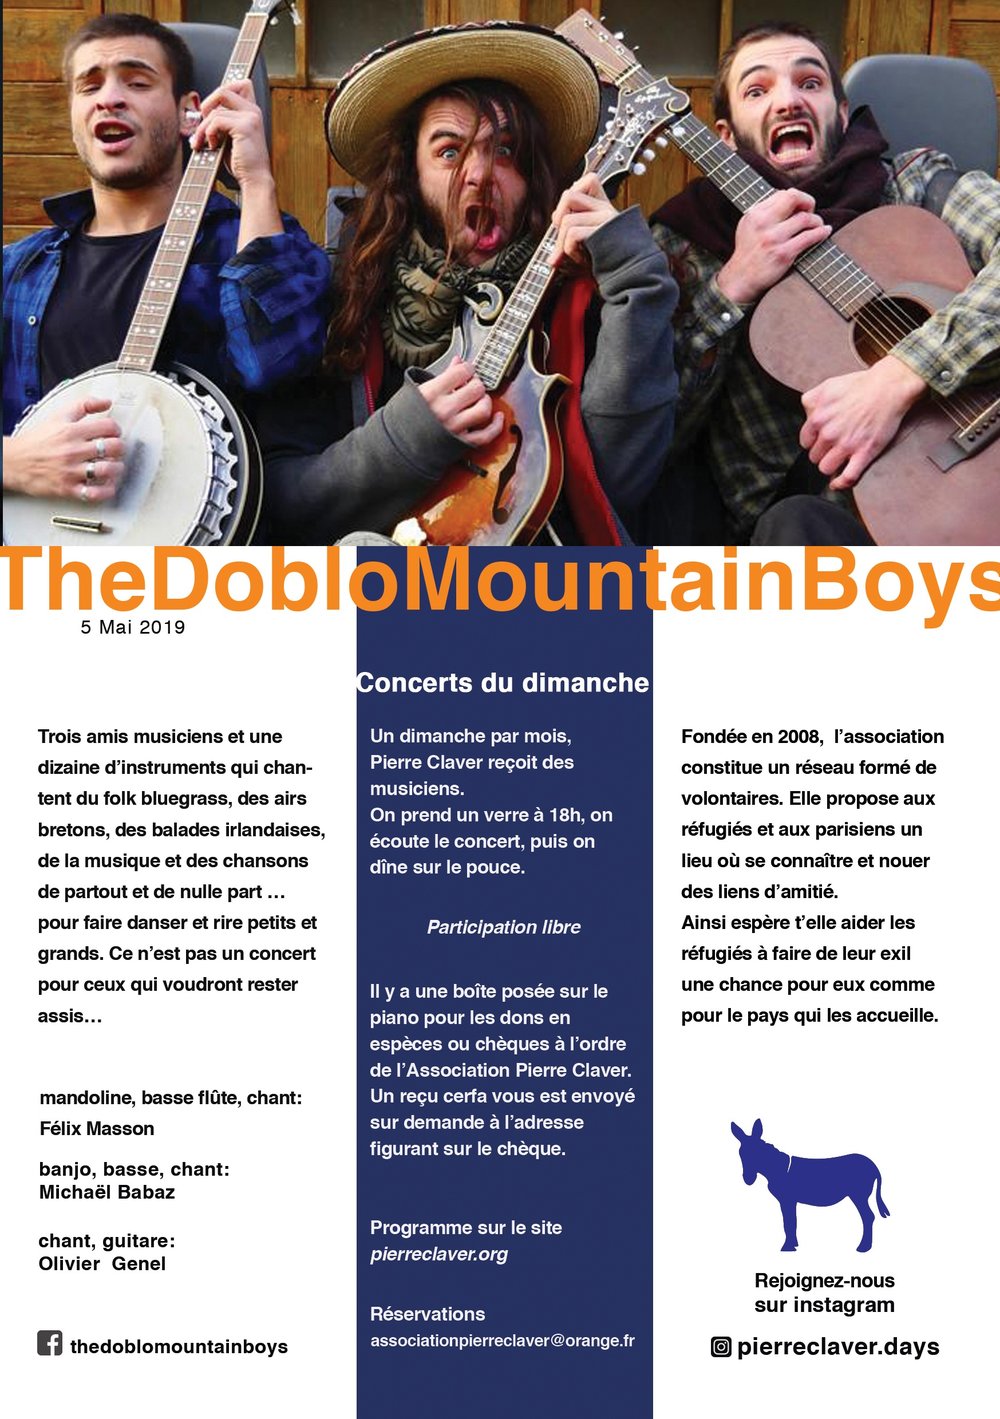 TheDobloMountainBoys
5 Mai 2019
Trois amis musiciens et une
dizaine d’instruments qui chan-
tent du folk bluegrass, des airs
bretons, des balades irlandaises,
de la musique et des chansons
de partout et de nulle part …
pour faire danser et rire petits et
grands. Ce n’est pas un concert
pour ceux qui voudront rester
assis…
mandoline, basse flûte, chant:
Félix Masson
banjo, basse, chant:
Michaël Babaz
chant, guitare:
Olivier  Genel
thedoblomountainboys
Concerts du dimanche
Un dimanche par mois,
Pierre Claver reçoit des
musiciens.
On prend un verre à 18h, on
écoute le concert, puis on
dîne sur le pouce.
Participation libre
Il y a une boîte posée sur le
piano pour les dons en
espèces ou chèques à l’ordre
de l’Association Pierre Claver.
Un reçu cerfa vous est envoyé
sur demande à l’adresse
figurant sur le chèque.
Programme sur le site
pierreclaver.org
Réservations
associationpierreclaver@orange.fr
Fondée en 2008,  l’association
constitue un réseau formé de
volontaires. Elle propose aux
réfugiés et aux parisiens un
lieu où se connaître et nouer
des liens d’amitié.
Ainsi espère t’elle aider les
réfugiés à faire de leur exil
une chance pour eux comme
pour le pays qui les accueille.
Rejoignez-nous
sur instagram
pierreclaver.days